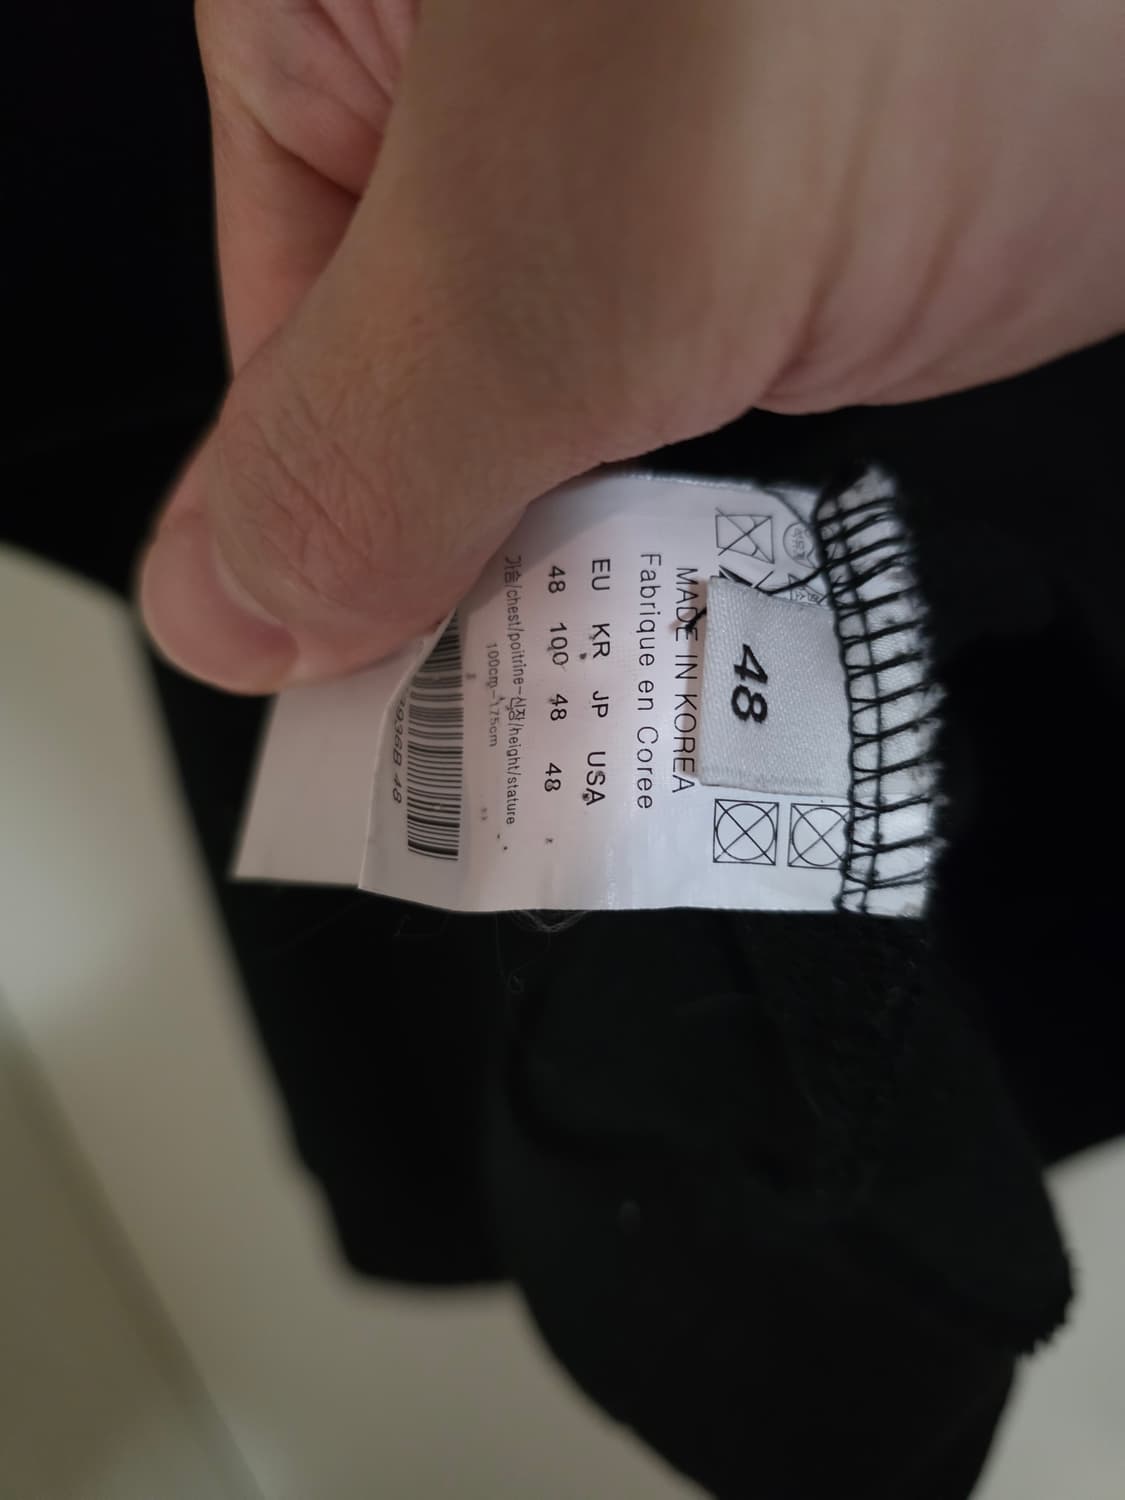 48
MADE IN KOREA
Fabrique en Coree
EU KR JP USA
48 100 48 48
가슴/chest/poitrine-신장/height/stature
100cm-175cm
48